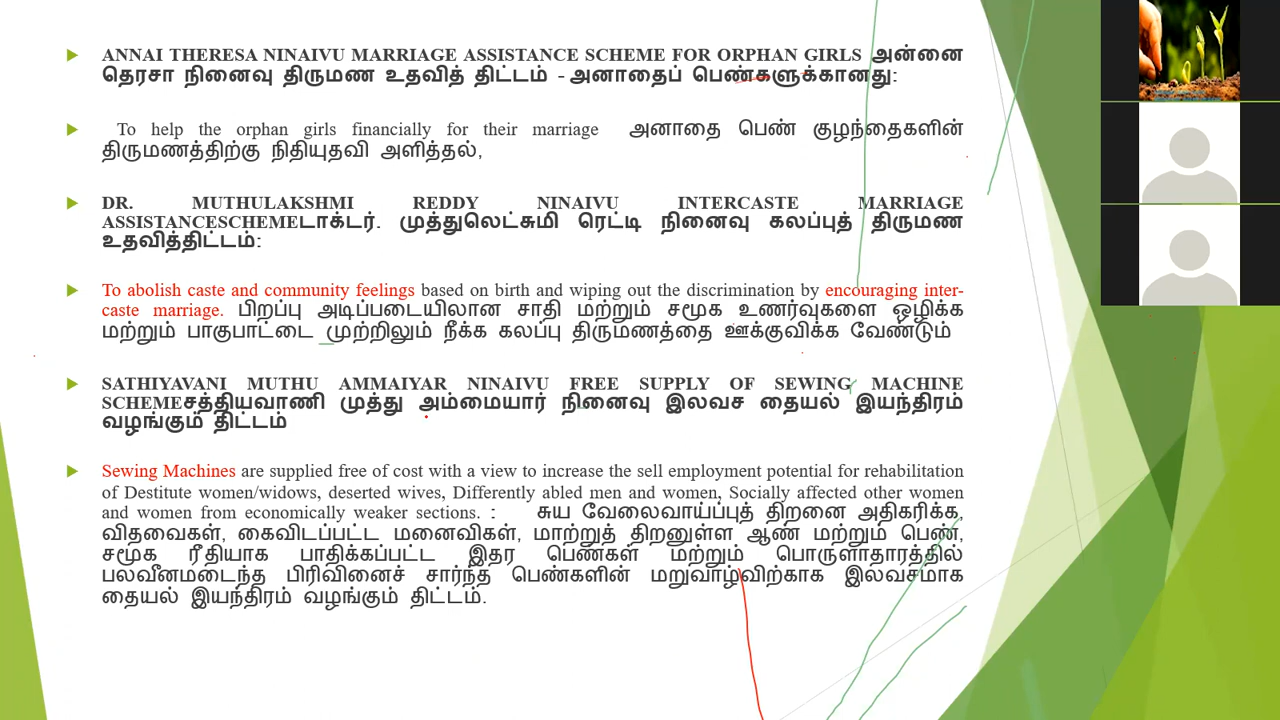 ANNAI THERESA NINAIVU MARRIAGE ASSISTANCE SCHEME FOR ORPHAN GIRLS அன்னை
தெரசா நினைவு திருமண உதவித் திட்டம் - அனாதைப் பெண்களுக்கானது:
To help the orphan girls financially for their marriage அனாதை பெண் குழந்தைகளின்
திருமணத்திற்கு நிதியுதவி அளித்தல்,
DR. MUTHULAKSHMI REDDY NINAIVU INTERCASTE MARRIAGE
ASSISTANCESCHEMEடாக்டர். முத்துலெட்சுமி ரெட்டி நினைவு கலப்புத் திருமண
உதவித்திட்டம்:
To abolish caste and community feelings based on birth and wiping out the discrimination by encouraging inter-
caste marriage. பிறப்பு அடிப்படையிலான சாதி மற்றும் சமூக உணர்வுகளை ஒழிக்க
மற்றும் பாகுபாட்டை முற்றிலும் நீக்க கலப்பு திருமணத்தை ஊக்குவிக்க வேண்டும்
SATHIYAVANI MUTHU AMMAIYAR NINAIVU FREE SUPPLY OF SEWING MACHINE
SCHEMEசத்தியவாணி முத்து அம்மையார் நினைவு இலவச தையல் இயந்திரம்
வழங்கும் திட்டம்
Sewing Machines are supplied free of cost with a view to increase the sell employment potential for rehabilitation
of Destitute women/widows, deserted wives, Differently abled men and women, Socially affected other women
and women from economically weaker sections. : சுய வேலைவாய்ப்புத் திறனை அதிகரிக்க,
விதவைகள், கைவிடப்பட்ட மனைவிகள், மாற்றுத் திறனுள்ள ஆண் மற்றும் பெண்,
சமூக ரீதியாக பாதிக்கப்பட்ட இதர பெண்கள் மற்றும் பொருளாதாரத்தில்
பலவீனமடைந்த பிரிவினைச் சார்ந்த பெண்களின் மறுவாழ்விற்காக இலவசமாக
தையல் இயந்திரம் வழங்கும் திட்டம்.